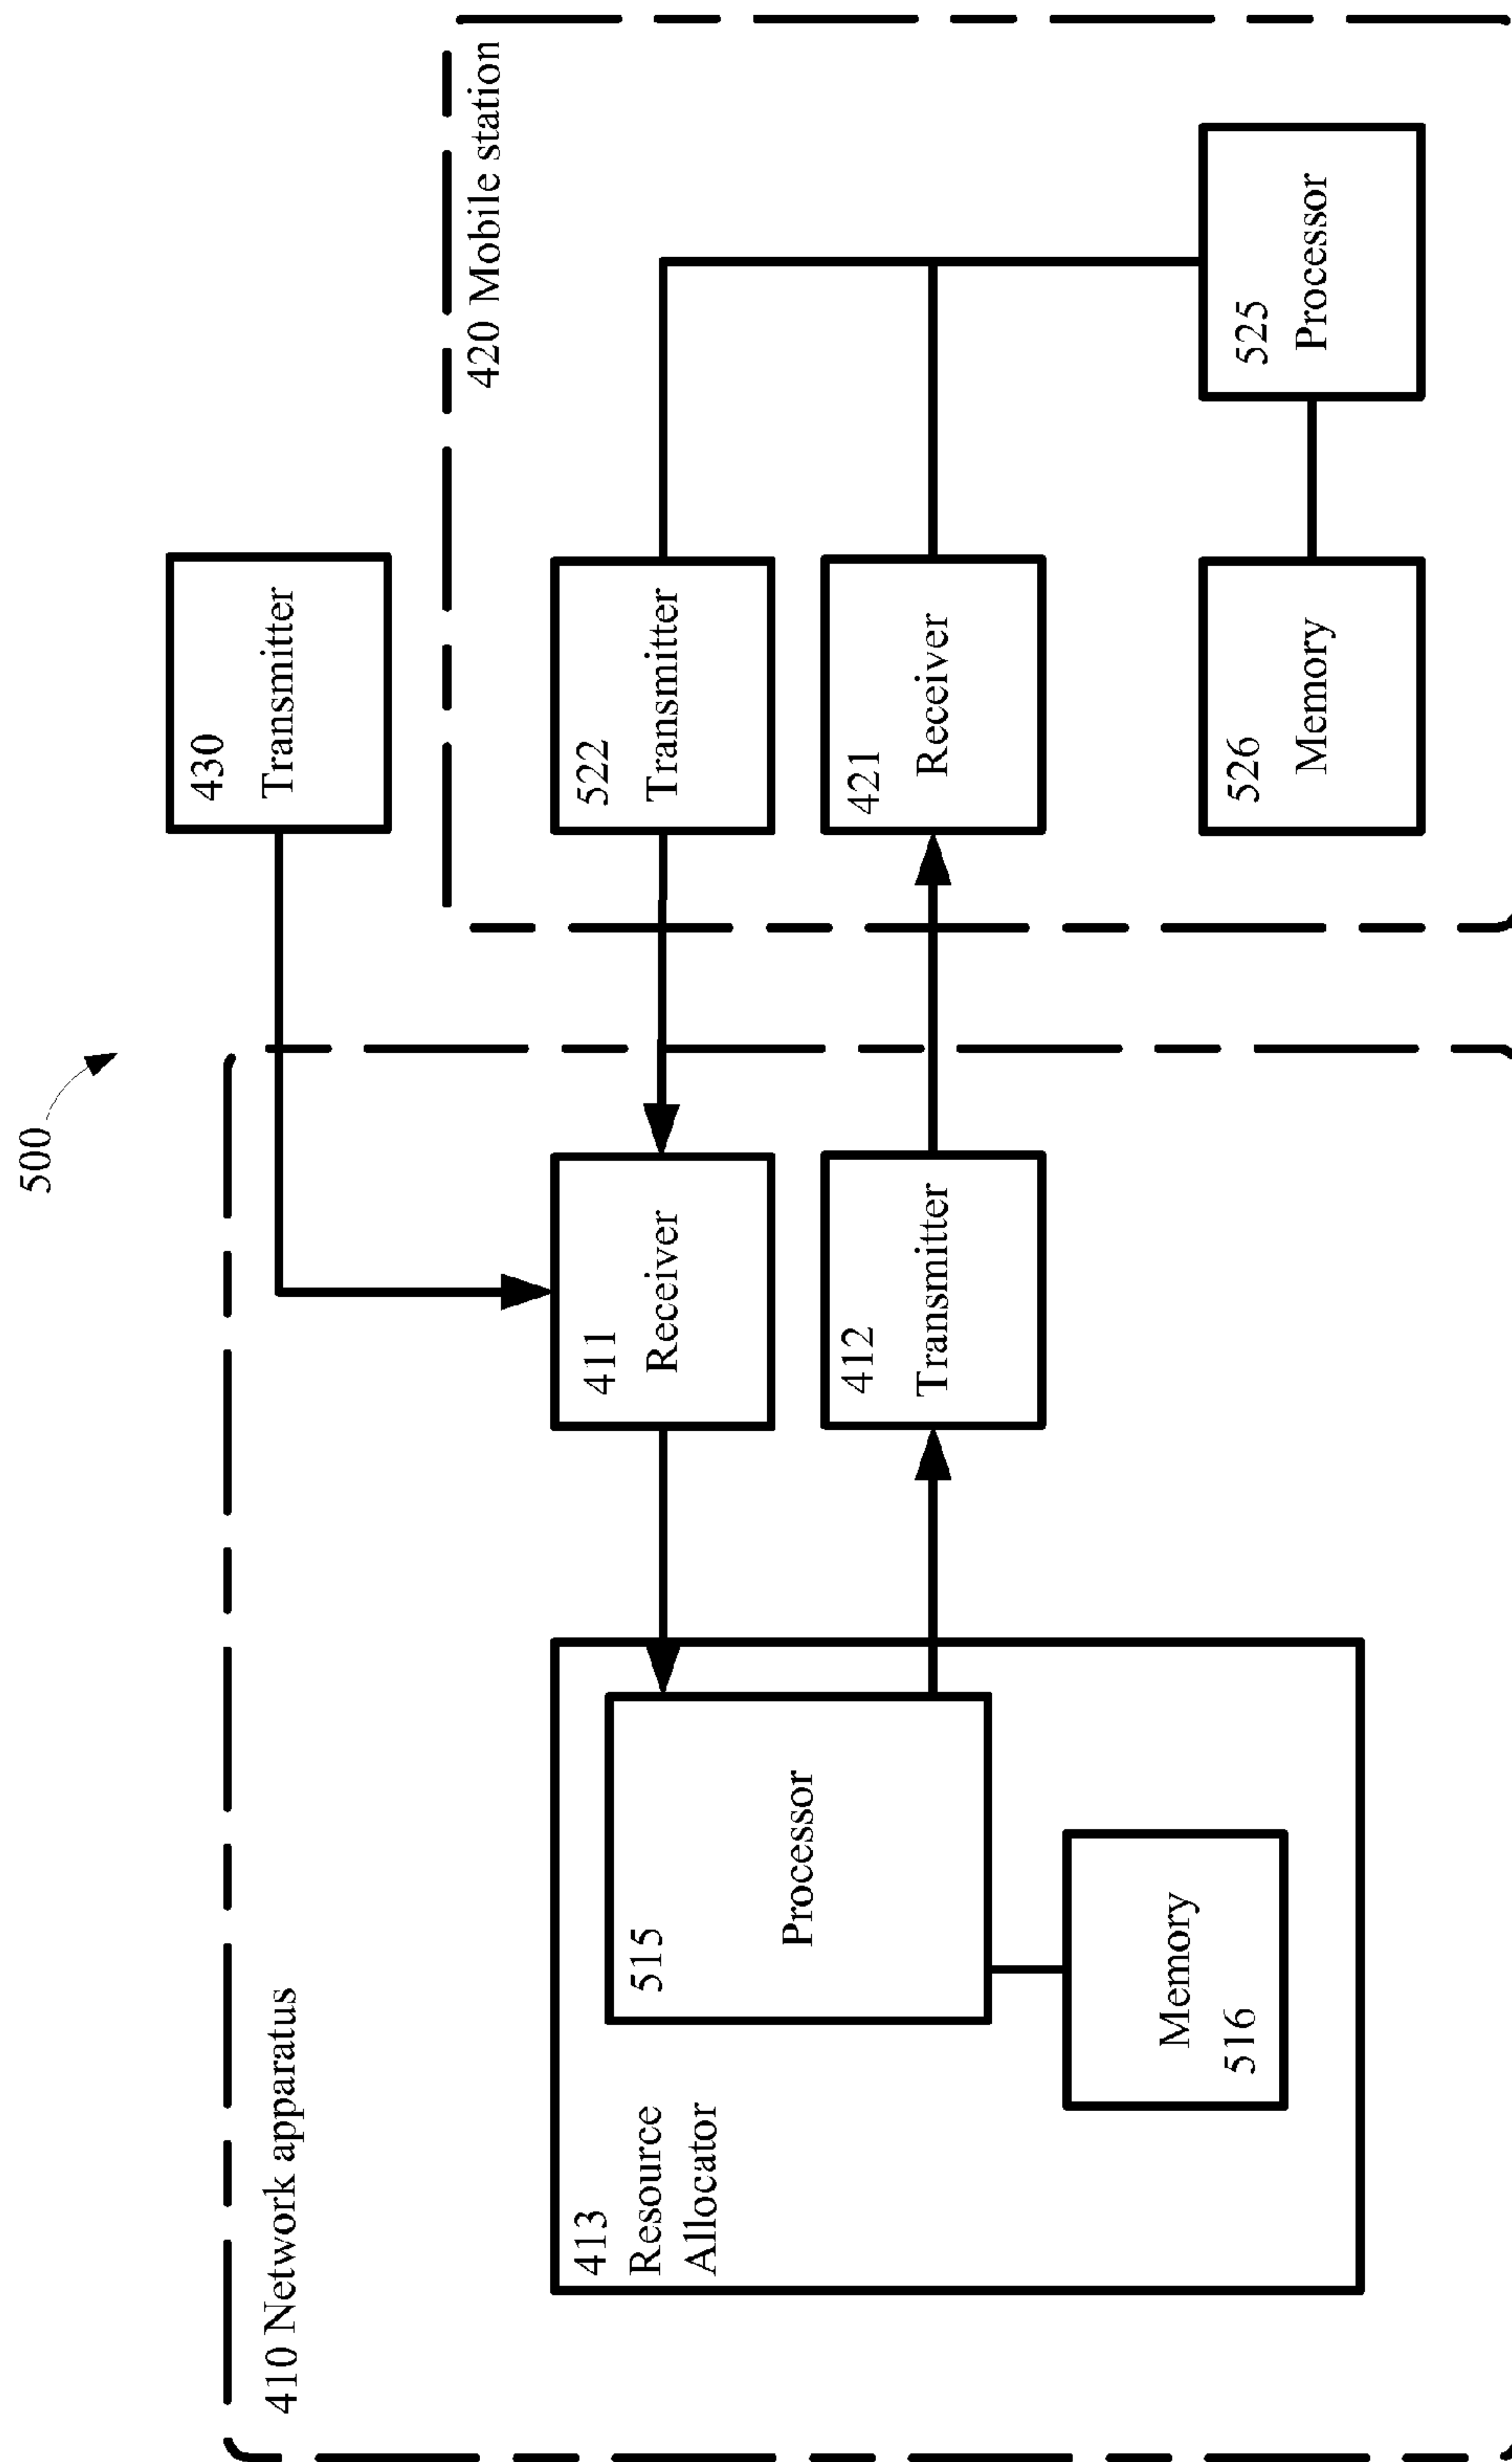 500
410 Network apparatus
413
Resource
Allocator
515
Processor
Memory
516
411
Receiver
412
Transmitter
430
Transmitter
420 Mobile station
522
Transmitter
421
Receiver
526
Memory
525
Processor